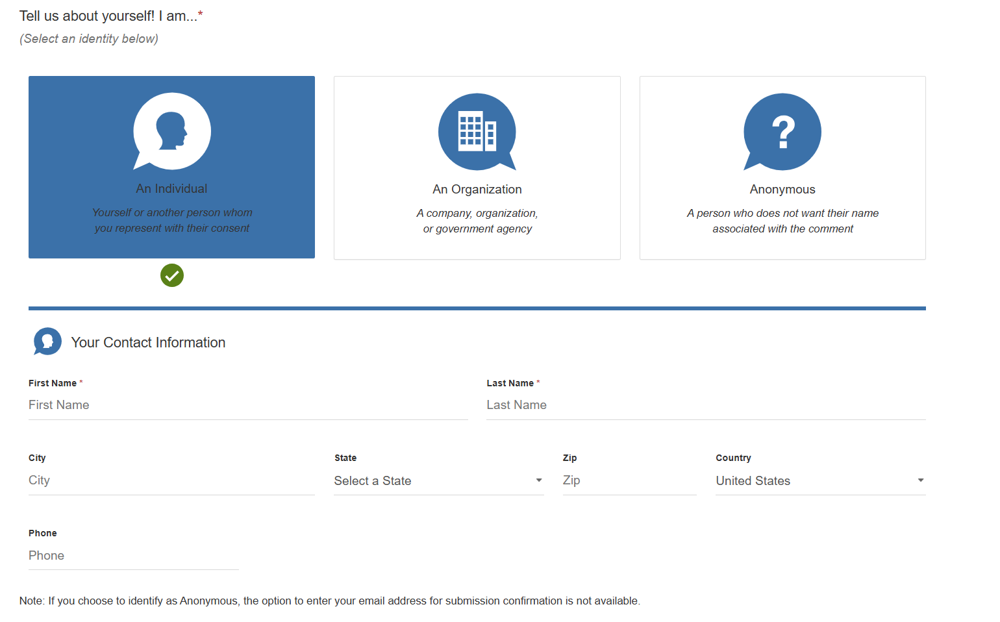 Tell us about yourself! I am...*
(Select an identity below)
An Individual
Yourself or another person whom
you represent with their consent
An Organization
A company, organization,
or government agency
?
Anonymous
A person who does not want their name
associated with the comment
Your Contact Information
First Name *
First Name
Last Name *
Last Name
City
City
State
Select a State
Zip
Zip
Country
United States
Phone
Phone
Note: If you choose to identify as Anonymous, the option to enter your email address for submission confirmation is not available.